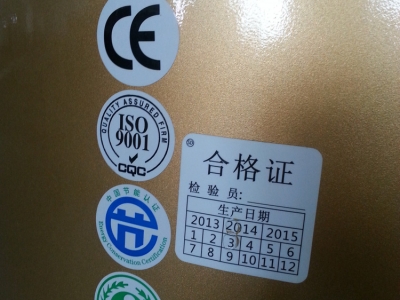 CE
QUALITY ASSURED FIRM
ISO
9001
CQC
中国节能认证
节
Energy Conservation Certification
合格证
检验员:
生产日期
2013 2014 2015
1 2 3 4 5 6
7 8 9 10 11 12